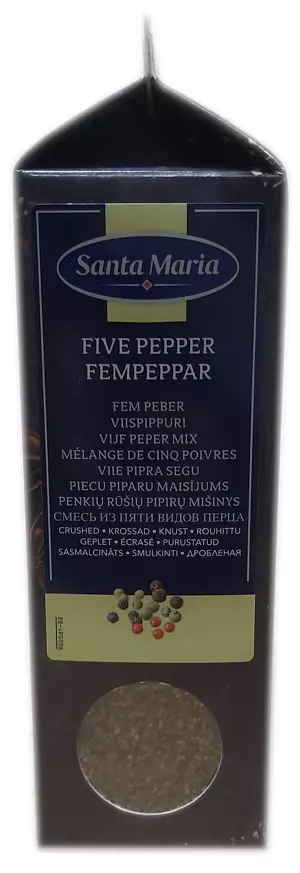 Santa Maria
FIVE PEPPER
FEMPEPPAR
FEM PEBER
VIISPIPPURI
VIJF PEPER MIX
MÉLANGE DE CINQ POIVRES
VIIE PIPRA SEGU
PIECU PIPARU MAISĪJUMS
PENKIŲ RŪŠIŲ PIPIRŲ MIŠINYS
СМЕСЬ ИЗ ПЯТИ ВИДОВ ПЕРЦА
CRUSHED • KROSSAD • KNUST • ROUHITTU
GEPLET • ÉCRASÉ • PURUSTATUD
SASMALCINĀTS • SMULKINTI • ДРОБЛЕНАЯ